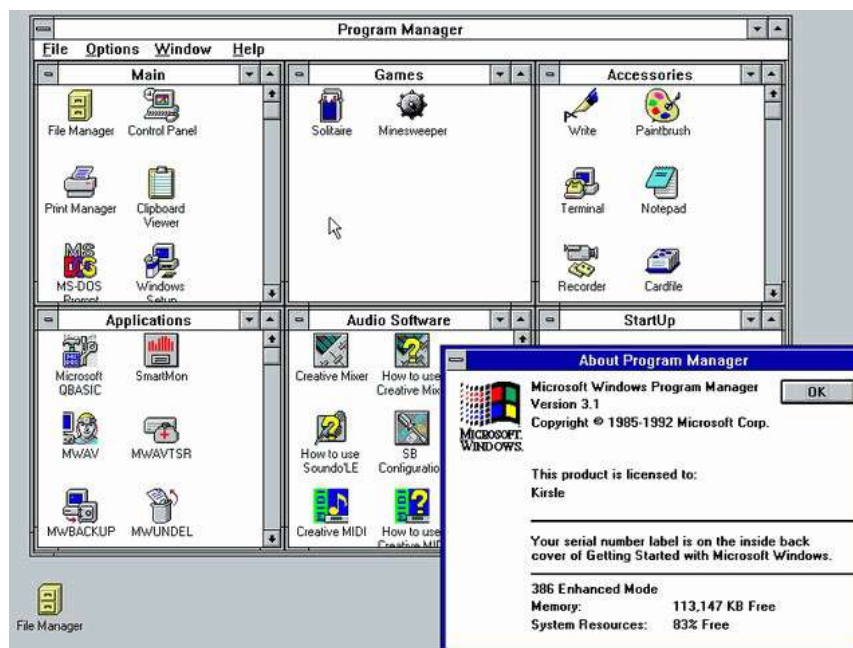 Program Manager
File Options Window Help
Main
File Manager Control Panel
Print Manager Clipboard
Viewer
MS-DOS Windows
Prompt Setup
Games
Solitaire Minesweeper
Accessories
Write Paintbrush
Terminal Notepad
Recorder Cardfile
Applications
Microsoft SmartMon
QBASIC
MWAV MWAVTSR
MWBACKUP MWUNDEL
Audio Software
Creative Mixer How to use
Creative Mix
How to use SB
Soundo'LE Configuratio
Creative MIDI How to use
Creative MID
StartUp
About Program Manager
MICROSOFT.
WINDOWS.
Microsoft Windows Program Manager
OK
Version 3.1
Copyright © 1985-1992 Microsoft Corp.
This product is licensed to:
Kirsle
Your serial number label is on the inside back
cover of Getting Started with Microsoft Windows.
386 Enhanced Mode
Memory: 113,147 KB Free
System Resources: 83% Free
File Manager